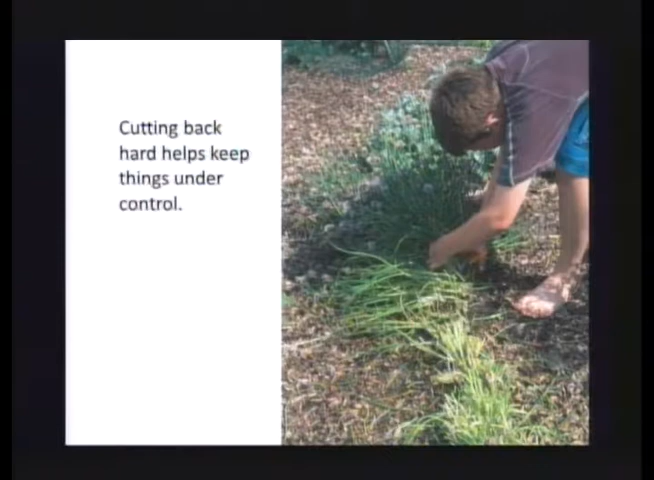 Cutting back
hard helps keep
things under
control.